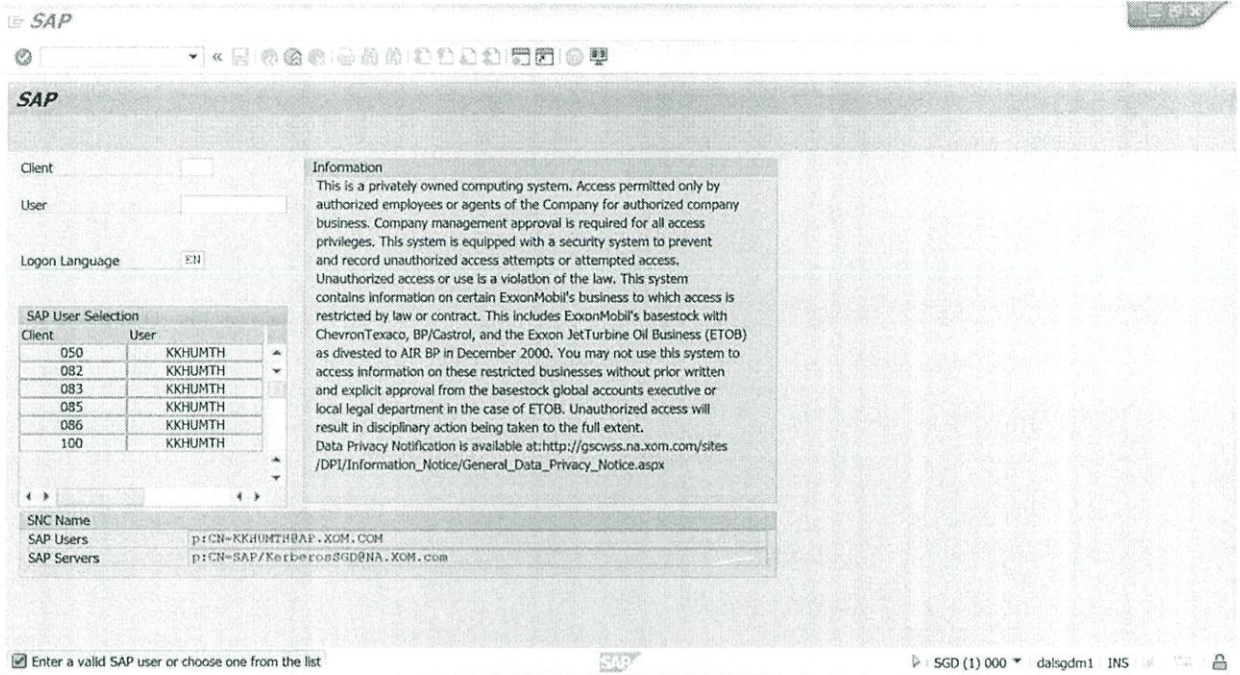 SAP
SAP
Client
User
Logon Language EN
SAP User Selection
Client User
050 KKHUMTH
082 KKHUMTH
083 KKHUMTH
085 KKHUMTH
086 KKHUMTH
100 KKHUMTH
Information
This is a privately owned computing system. Access permitted only by
authorized employees or agents of the Company for authorized company
business. Company management approval is required for all access
privileges. This system is equipped with a security system to prevent
and record unauthorized access attempts or attempted access.
Unauthorized access or use is a violation of the law. This system
contains information on certain ExxonMobil's business to which access is
restricted by law or contract. This includes ExxonMobil's basestock with
ChevronTexaco, BP/Castrol, and the Exxon JetTurbine Oil Business (ETOB)
as divested to AIR BP in December 2000. You may not use this system to
access information on these restricted businesses without prior written
and explicit approval from the basestock global accounts executive or
local legal department in the case of ETOB. Unauthorized access will
result in disciplinary action being taken to the full extent.
Data Privacy Notification is available at:http://gscwss.na.xom.com/sites
/DPI/Information_Notice/General_Data_Privacy_Notice.aspx
SNC Name
SAP Users p:CN=KKHUMTH@AP.XOM.COM
SAP Servers p:CN=SAP/KerberosSGD@NA.XOM.com
Enter a valid SAP user or choose one from the list
SAP
SGD (1) 000 dalsgdm1 INS